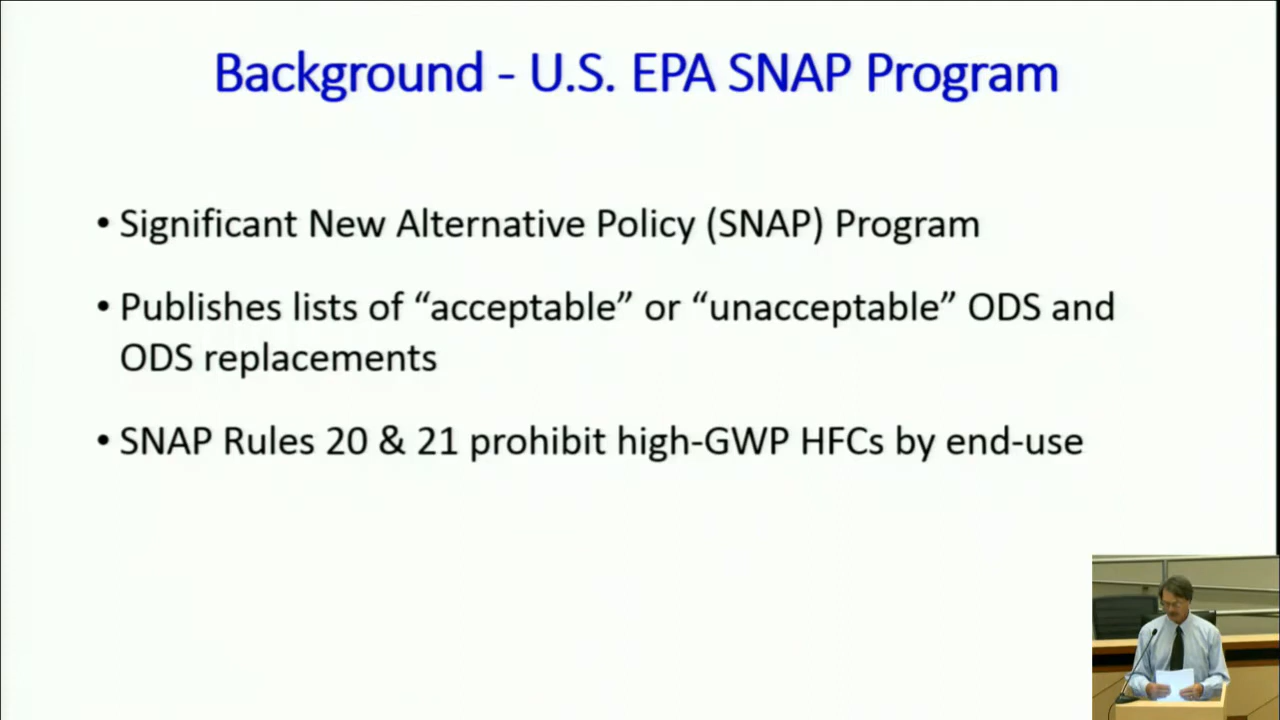 Background - U.S. EPA SNAP Program
• Significant New Alternative Policy (SNAP) Program
• Publishes lists of “acceptable” or “unacceptable” ODS and
ODS replacements
• SNAP Rules 20 & 21 prohibit high-GWP HFCs by end-use